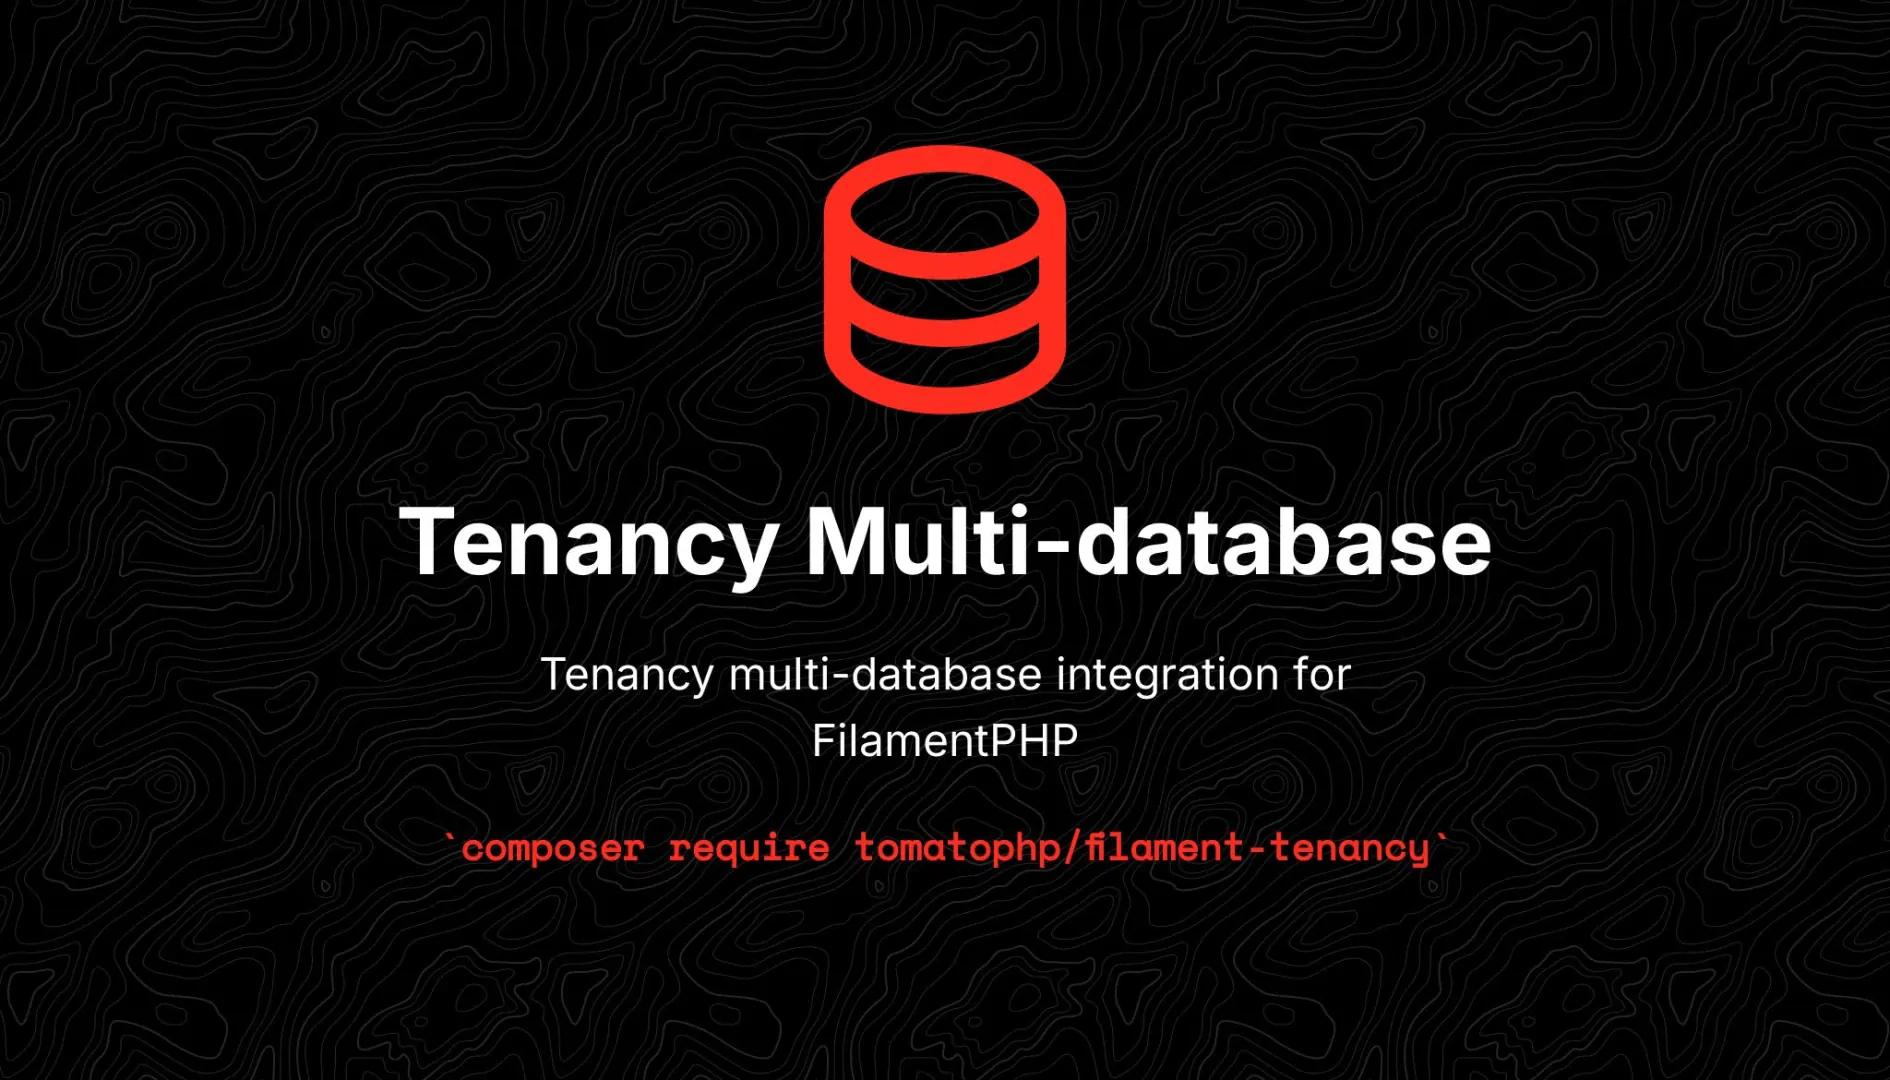 Tenancy Multi-database
Tenancy multi-database integration for
FilamentPHP
`composer require tomatophp/filament-tenancy`